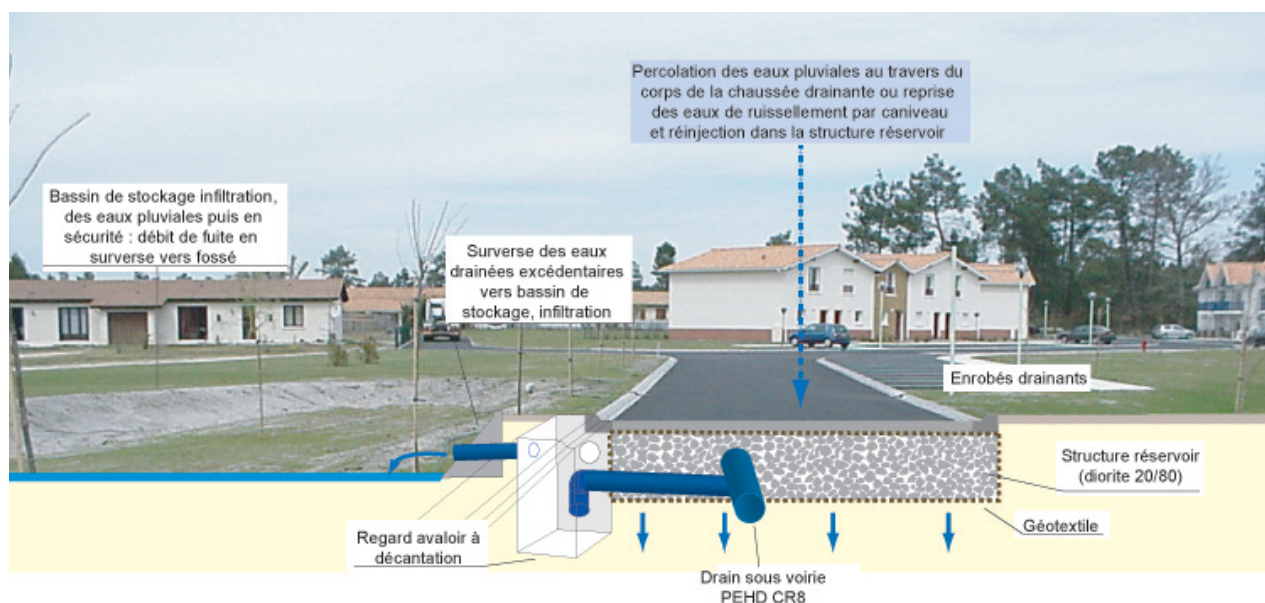 Percolation des eaux pluviales au travers du
corps de la chaussée drainante ou reprise
des eaux de ruissellement par caniveau
et réinjection dans la structure réservoir
Bassin de stockage infiltration,
des eaux pluviales puis en
sécurité : débit de fuite en
surverse vers fossé
Surverse des eaux
drainées excédentaires
vers bassin de
stockage, infiltration
Enrobés drainants
Structure réservoir
(diorite 20/80)
Géotextile
Regard avaloir à
décantation
Drain sous voirie
PEHD CR8